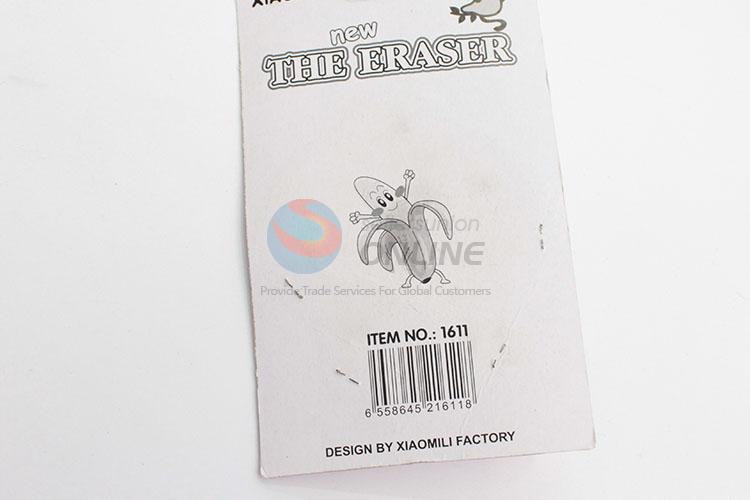 new
THE ERASER
ONLINE
Provide Trade Services For Global Customers
ITEM NO.: 1611
6 558645 216118
DESIGN BY XIAOMILI FACTORY